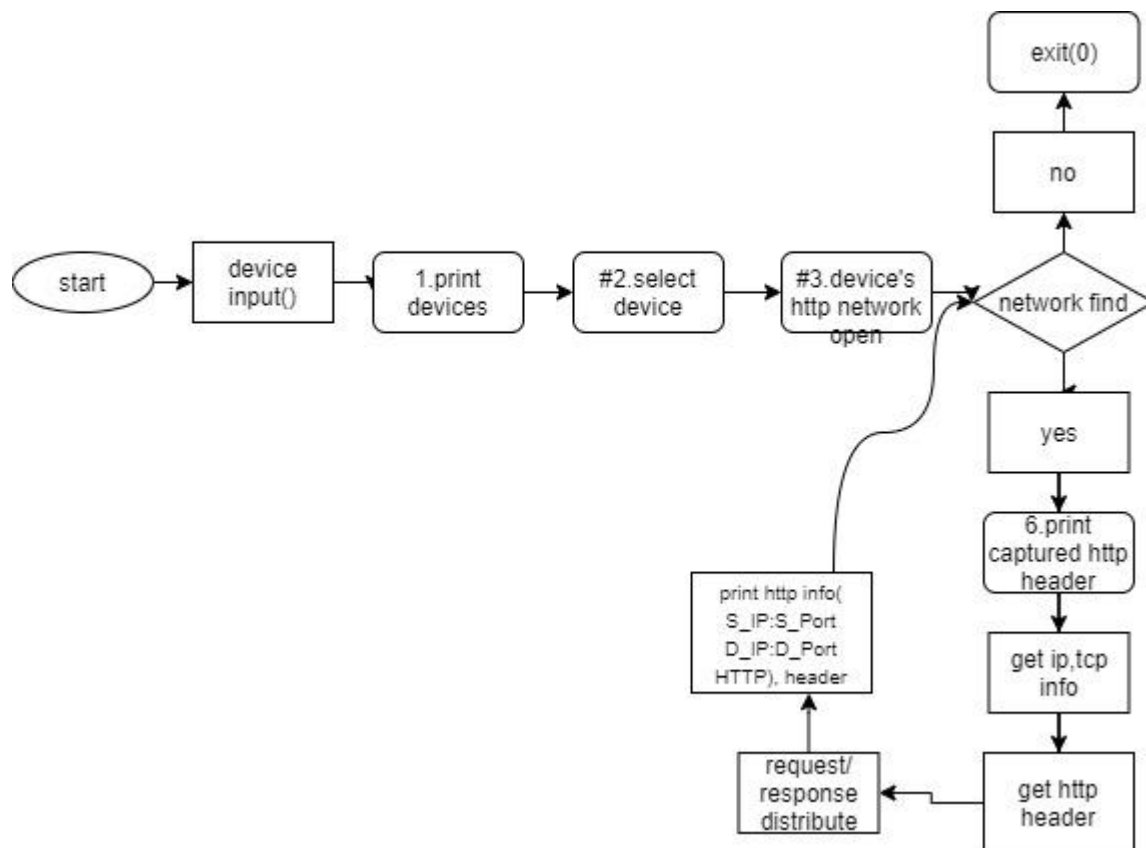 start
device
input()
1.print
devices
#2.select
device
#3.device's
http network
open
network find
no
exit(0)
yes
6.print
captured http
header
get ip,tcp
info
get http
header
request/
response
distribute
print http info(
S_IP:S_Port
D_IP:D_Port
HTTP), header